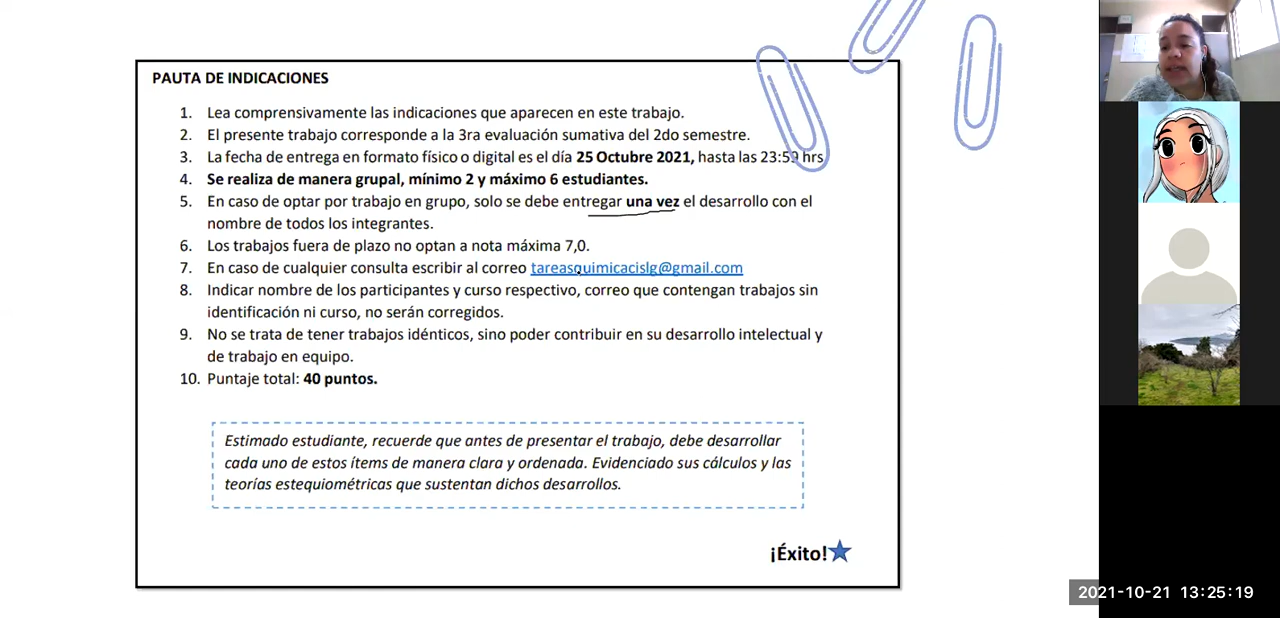 PAUTA DE INDICACIONES
1. Lea comprensivamente las indicaciones que aparecen en este trabajo.
2. El presente trabajo corresponde a la 3ra evaluación sumativa del 2do semestre.
3. La fecha de entrega en formato físico o digital es el día 25 Octubre 2021, hasta las 23:59 hrs
4. Se realiza de manera grupal, mínimo 2 y máximo 6 estudiantes.
5. En caso de optar por trabajo en grupo, solo se debe entregar una vez el desarrollo con el
nombre de todos los integrantes.
6. Los trabajos fuera de plazo no optan a nota máxima 7,0.
7. En caso de cualquier consulta escribir al correo tareasquimicacislg@gmail.com
8. Indicar nombre de los participantes y curso respectivo, correo que contengan trabajos sin
identificación ni curso, no serán corregidos.
9. No se trata de tener trabajos idénticos, sino poder contribuir en su desarrollo intelectual y
de trabajo en equipo.
10. Puntaje total: 40 puntos.
Estimado estudiante, recuerde que antes de presentar el trabajo, debe desarrollar
cada uno de estos ítems de manera clara y ordenada. Evidenciado sus cálculos y las
teorías estequiométricas que sustentan dichos desarrollos.
¡Éxito!
2021-10-21 13:25:19